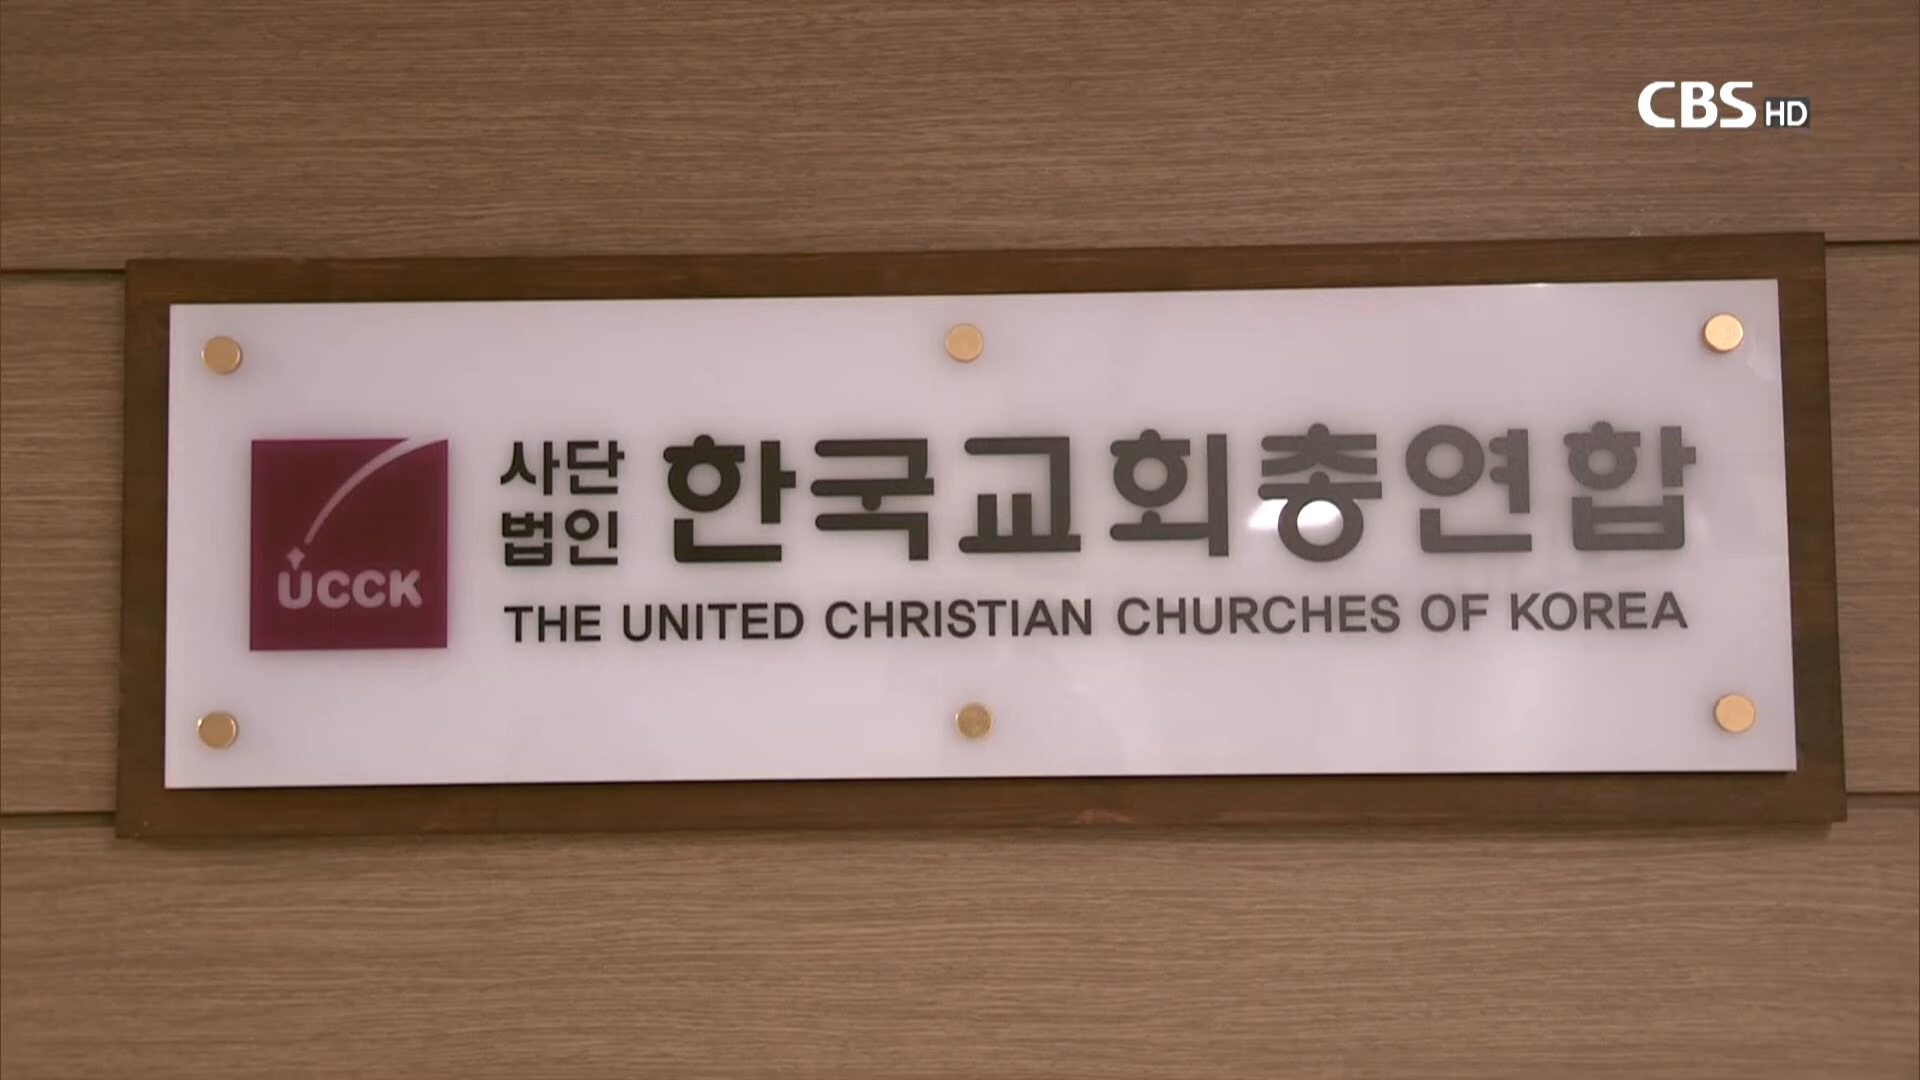 CBS HD
UCCK
사단
법인
한국교회총연합
THE UNITED CHRISTIAN CHURCHES OF KOREA